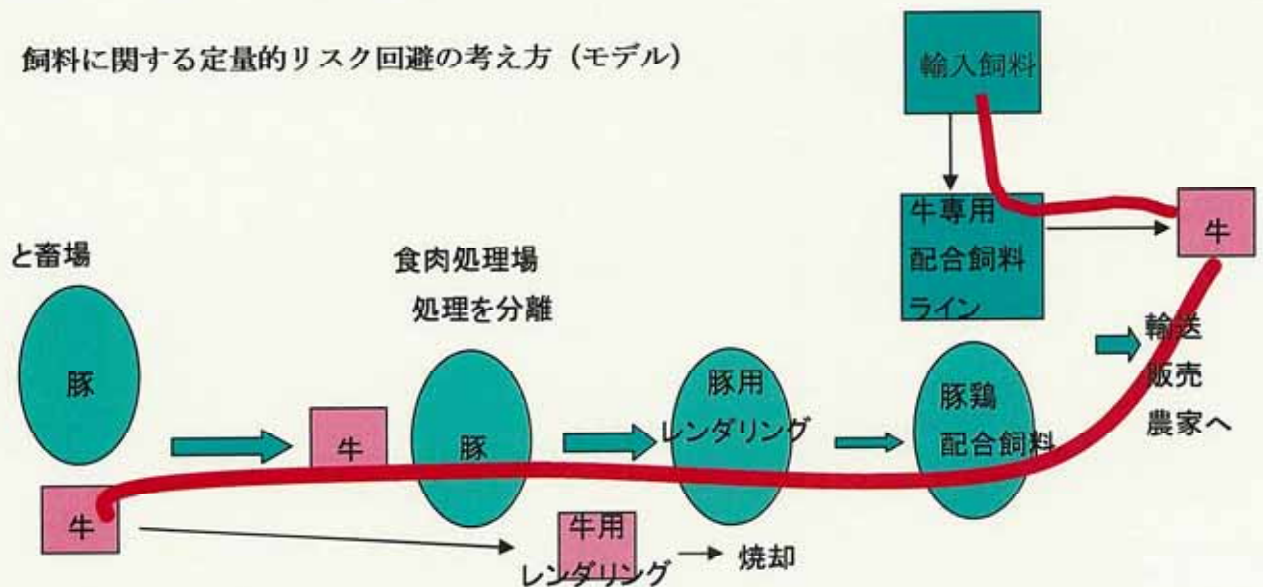 飼料に関する定量的リスク回避の考え方（モデル）
輸入飼料
牛専用
配合飼料
ライン
牛
と畜場
食肉処理場
処理を分離
豚
牛
豚
豚用
レンダリング
豚鶏
配合飼料
輸送
販売
農家へ
牛
牛用
レンダリング
焼却